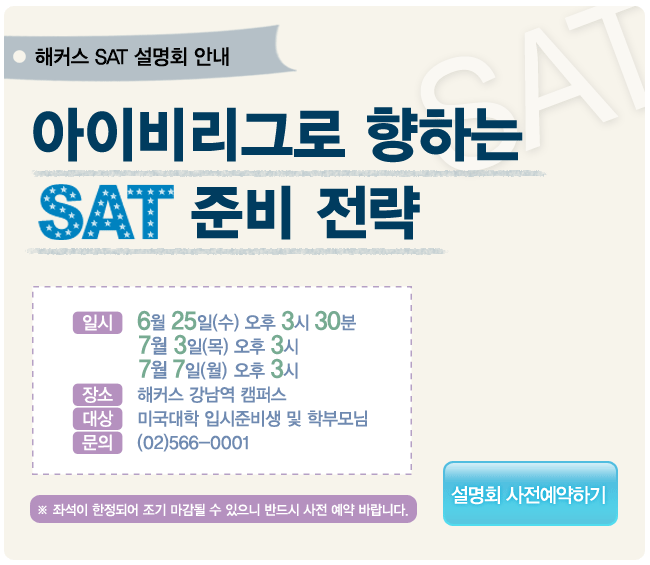 SAT
해커스 SAT 설명회 안내
아이비리그로 향하는
SAT 준비 전략
일시 6월 25일(수) 오후 3시 30분
7월 3일(목) 오후 3시
7월 7일(월) 오후 3시
장소 해커스 강남역 캠퍼스
대상 미국대학 입시준비생 및 학부모님
문의 (02)566-0001
설명회 사전예약하기
※ 좌석이 한정되어 조기 마감될 수 있으니 반드시 사전 예약 바랍니다.